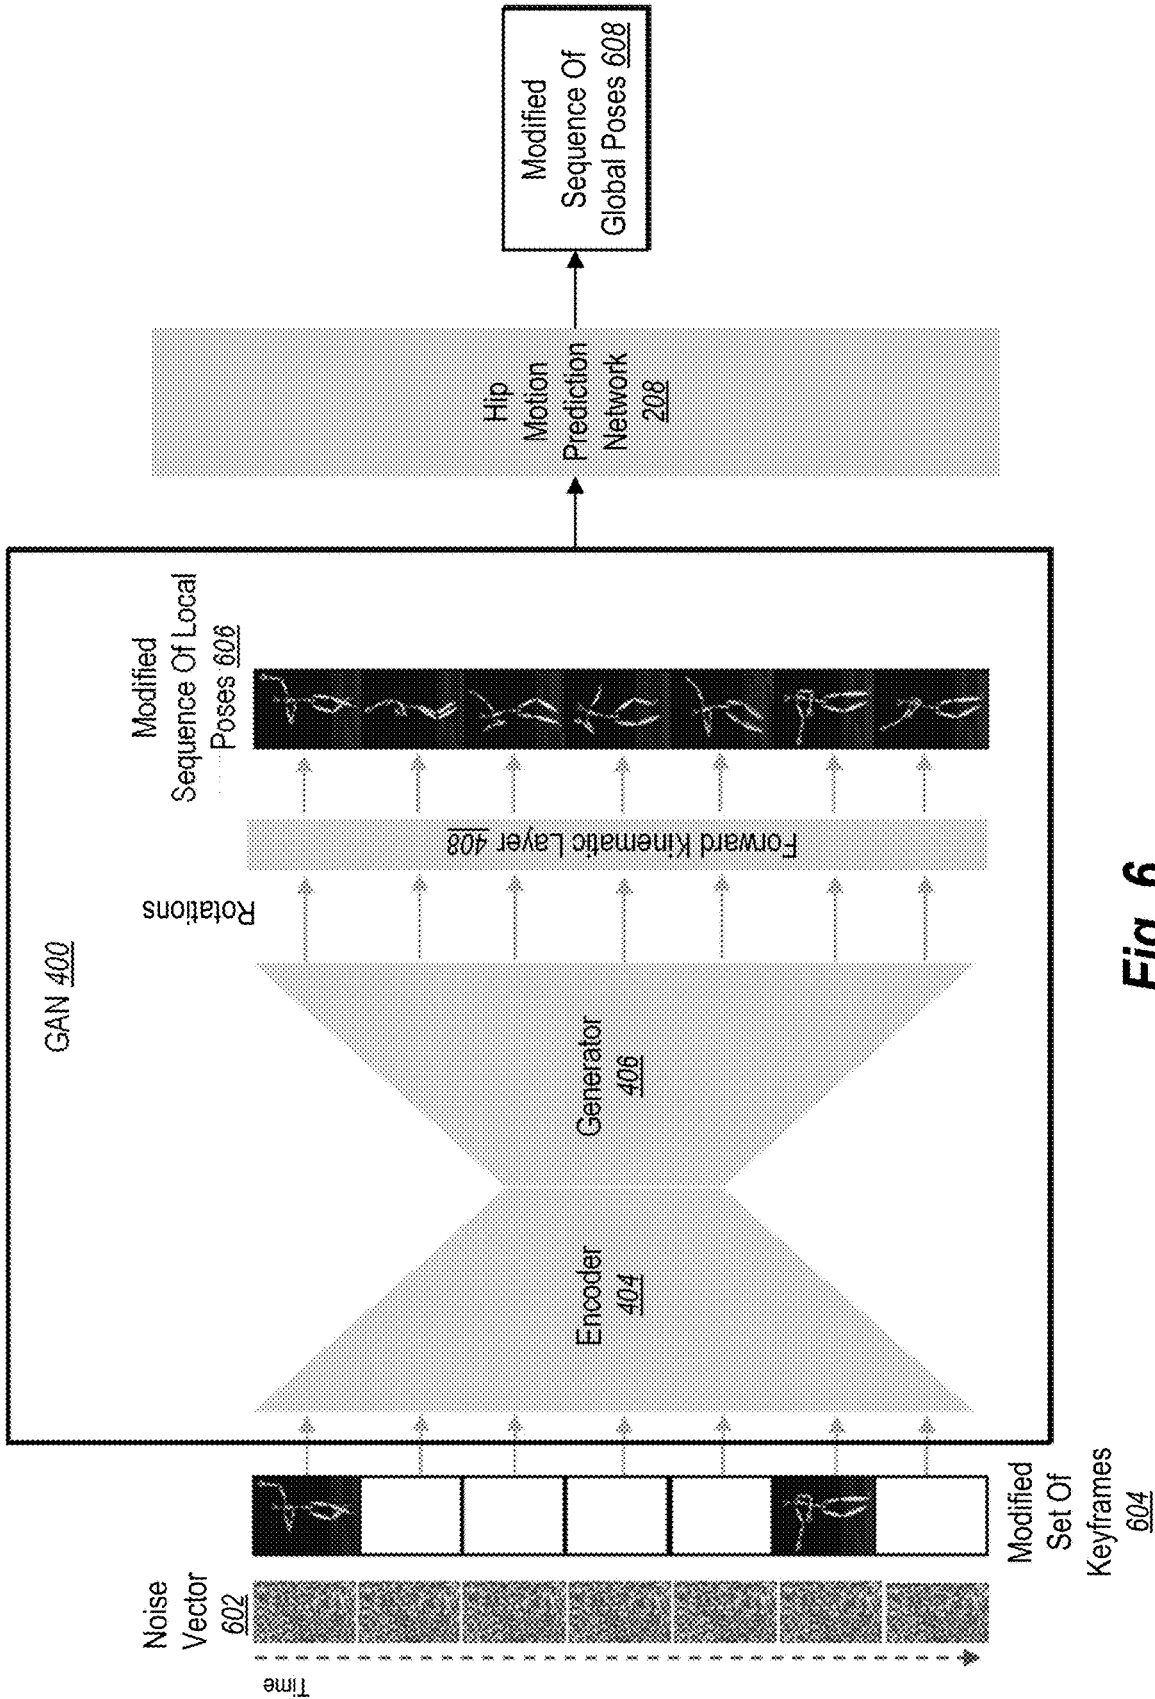 GAN 400
Time
Noise
Vector
602
Modified
Set Of
Keyframes
604
Encoder
404
Generator
406
Rotations
Forward Kinematic Layer 408
Modified
Sequence Of Local
Poses 606
Hip
Motion
Prediction
Network
208
Modified
Sequence Of
Global Poses 608
Fig. 6